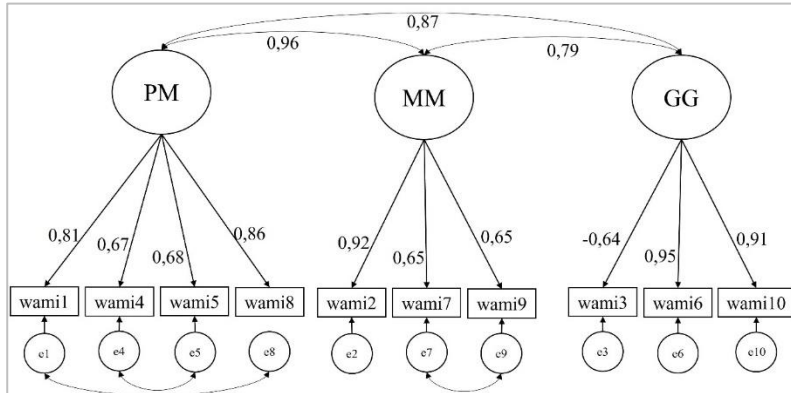 0,87
0,96
0,79
PM
MM
GG
0,81
0,67
0,68
0,86
0,92
0,65
0,65
-0,64
0,95
0,91
wami1
wami4
wami5
wami8
wami2
wami7
wami9
wami3
wami6
wami10
e1
e4
e5
e8
e2
e7
e9
e3
e6
e10